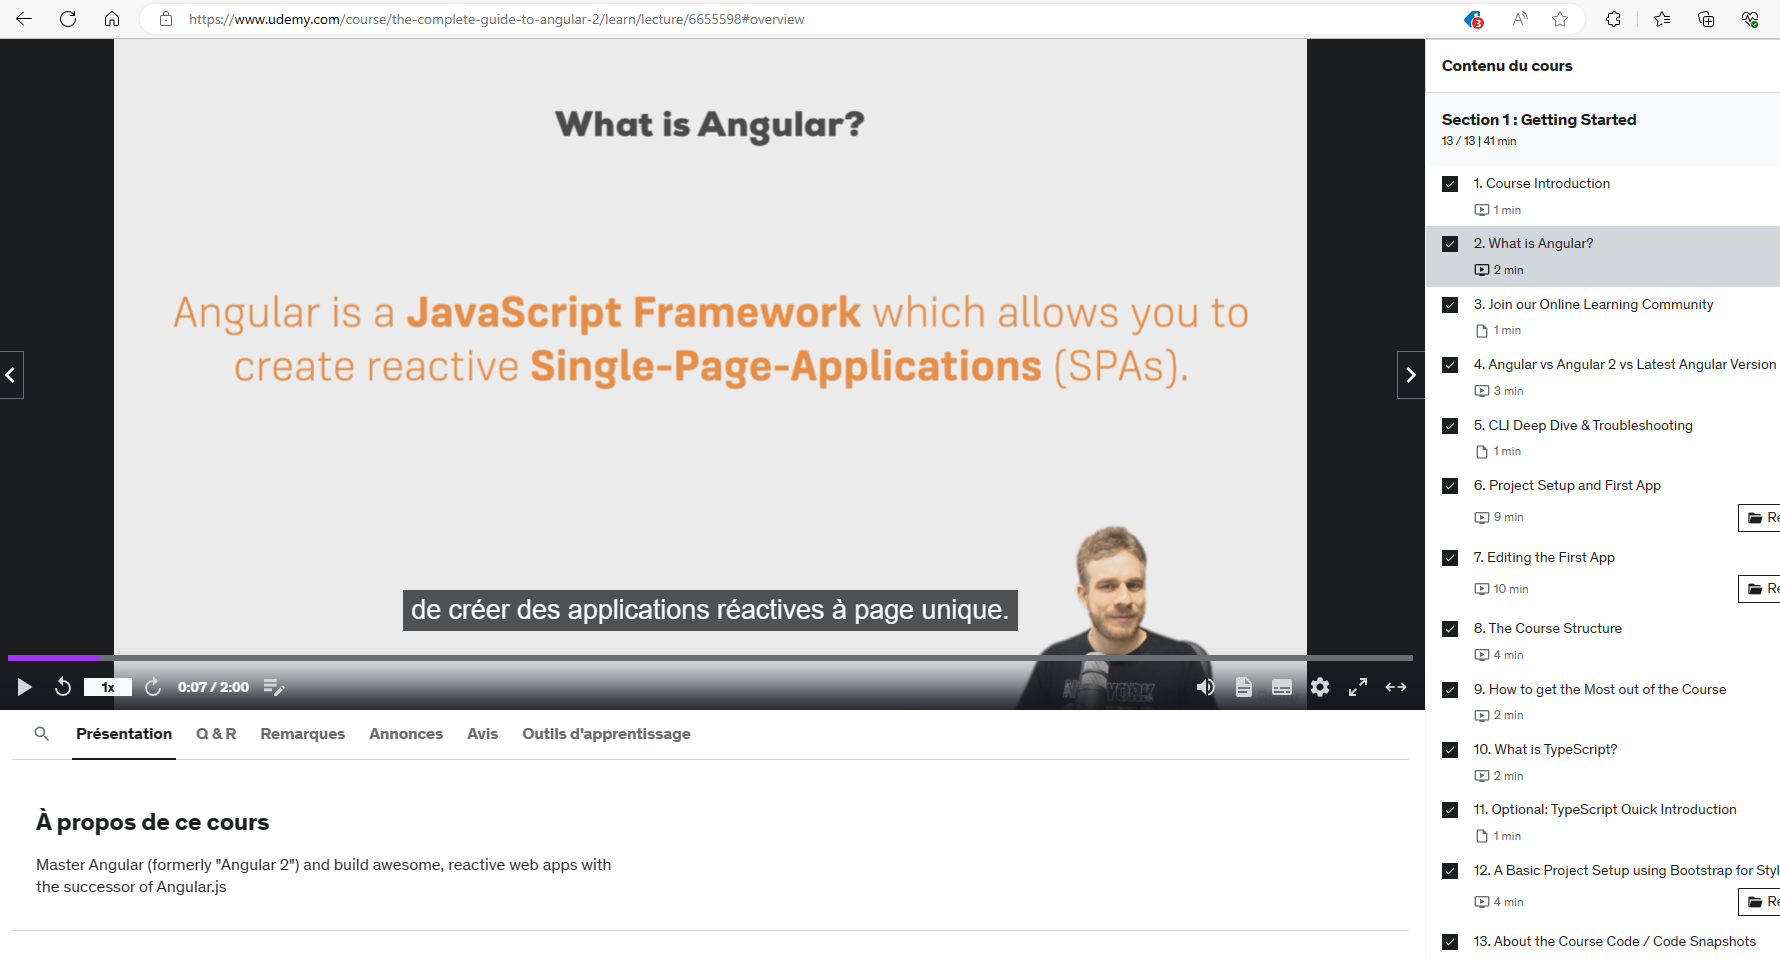 https://www.udemy.com/course/the-complete-guide-to-angular-2/learn/lecture/6655598#overview
3
What is Angular?
Angular is a JavaScript Framework which allows you to
create reactive Single-Page-Applications (SPAs).
de créer des applications réactives à page unique.
NEW YORK
1x
0:07 / 2:00
Présentation
Q & R
Remarques
Annonces
Avis
Outils d'apprentissage
À propos de ce cours
Master Angular (formerly "Angular 2") and build awesome, reactive web apps with
the successor of Angular.js
Contenu du cours
Section 1 : Getting Started
13 / 13 | 41 min
1. Course Introduction
1 min
2. What is Angular?
2 min
3. Join our Online Learning Community
1 min
4. Angular vs Angular 2 vs Latest Angular Version
3 min
5. CLI Deep Dive & Troubleshooting
1 min
6. Project Setup and First App
9 min
Re
7. Editing the First App
10 min
Re
8. The Course Structure
4 min
9. How to get the Most out of the Course
2 min
10. What is TypeScript?
2 min
11. Optional: TypeScript Quick Introduction
1 min
12. A Basic Project Setup using Bootstrap for Styl
4 min
Re
13. About the Course Code / Code Snapshots